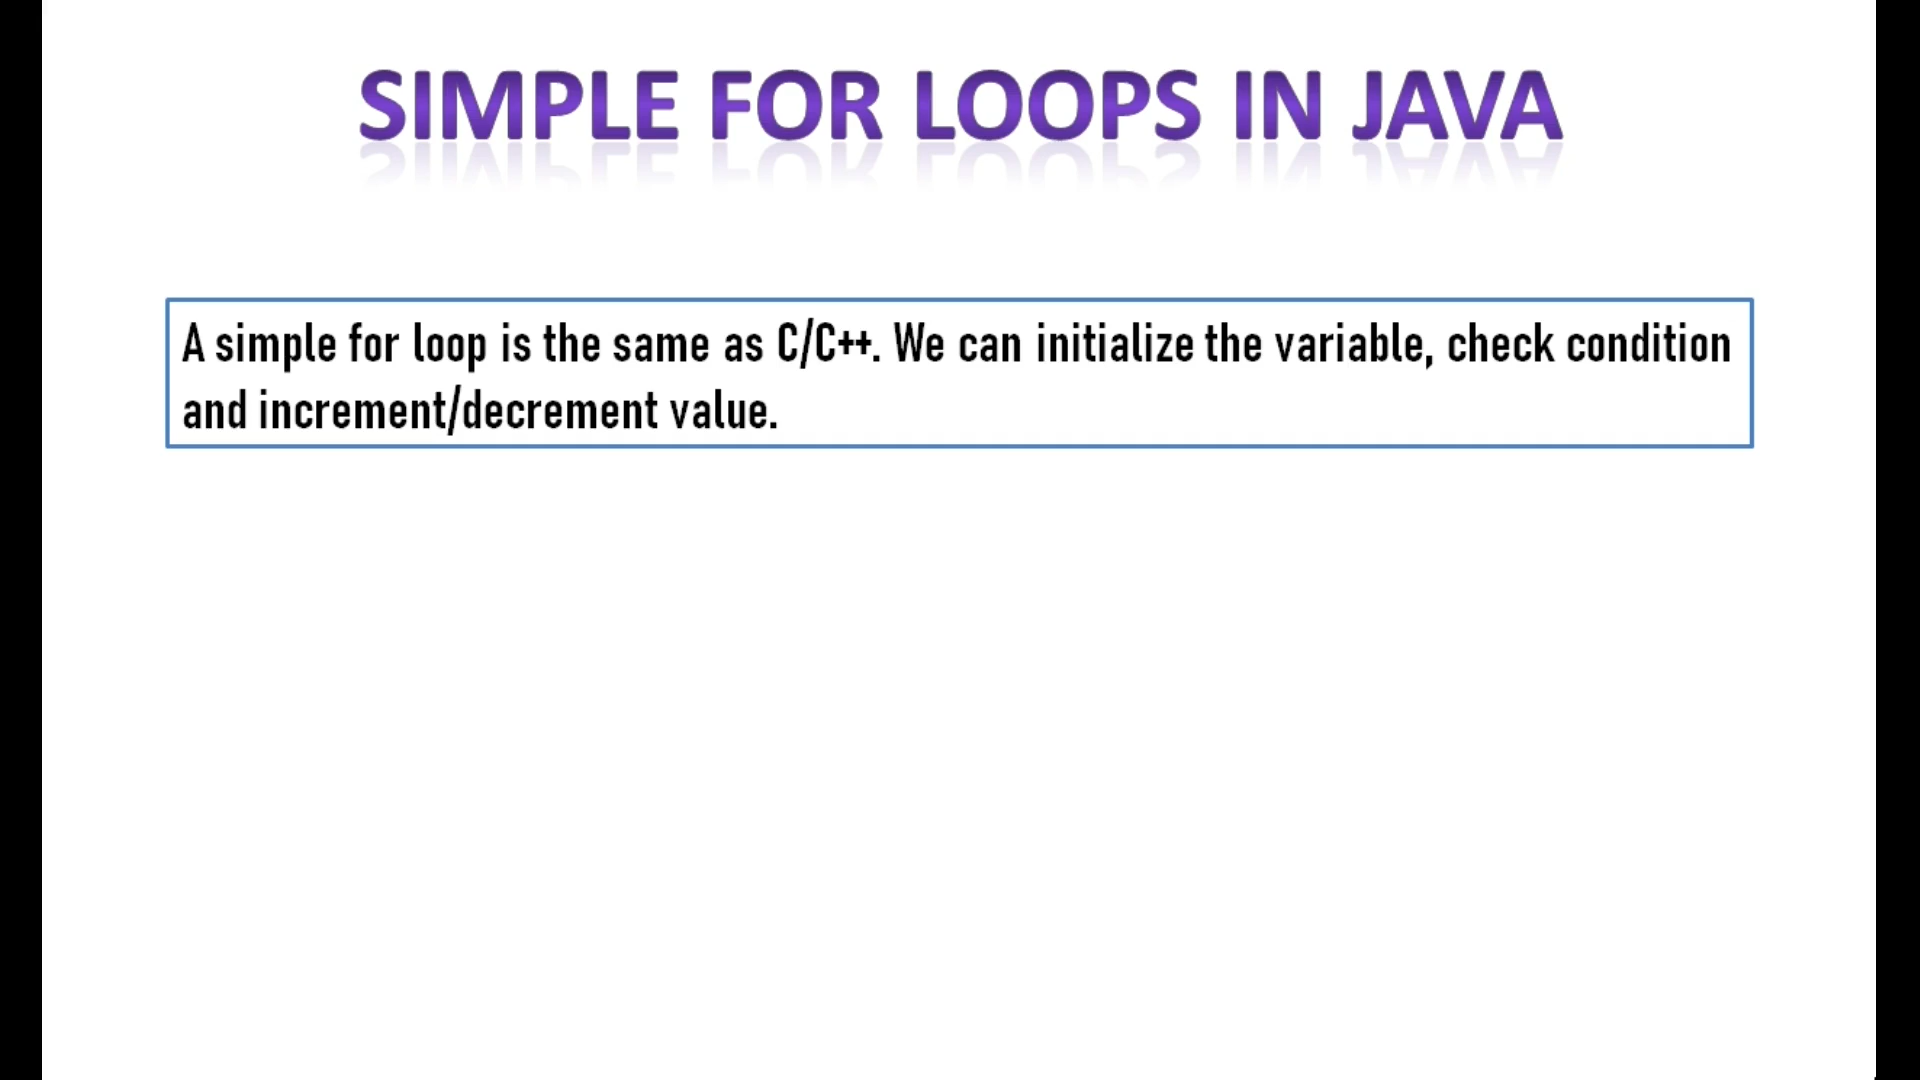 SIMPLE FOR LOOPS IN JAVA
A simple for loop is the same as C/C++. We can initialize the variable, check condition
and increment/decrement value.